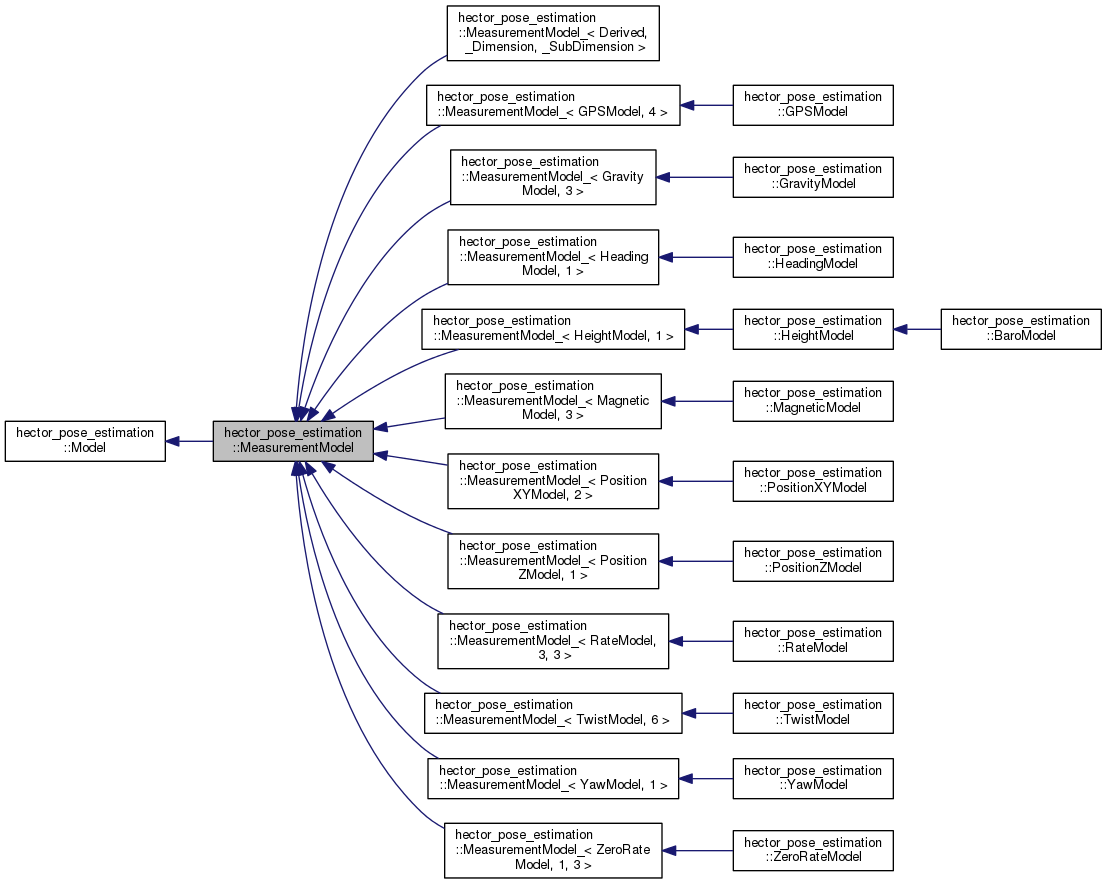 hector_pose_estimation
::MeasurementModel_< Derived,
_Dimension, _SubDimension >
hector_pose_estimation
::MeasurementModel_< GPSModel, 4 >
hector_pose_estimation
::GPSModel
hector_pose_estimation
::MeasurementModel_< Gravity
Model, 3 >
hector_pose_estimation
::GravityModel
hector_pose_estimation
::MeasurementModel_< Heading
Model, 1 >
hector_pose_estimation
::HeadingModel
hector_pose_estimation
::MeasurementModel_< HeightModel, 1 >
hector_pose_estimation
::HeightModel
hector_pose_estimation
::BaroModel
hector_pose_estimation
::MeasurementModel_< Magnetic
Model, 3 >
hector_pose_estimation
::MagneticModel
hector_pose_estimation
::Model
hector_pose_estimation
::MeasurementModel
hector_pose_estimation
::MeasurementModel_< Position
XYModel, 2 >
hector_pose_estimation
::PositionXYModel
hector_pose_estimation
::MeasurementModel_< Position
ZModel, 1 >
hector_pose_estimation
::PositionZModel
hector_pose_estimation
::MeasurementModel_< RateModel,
3, 3 >
hector_pose_estimation
::RateModel
hector_pose_estimation
::MeasurementModel_< TwistModel, 6 >
hector_pose_estimation
::TwistModel
hector_pose_estimation
::MeasurementModel_< YawModel, 1 >
hector_pose_estimation
::YawModel
hector_pose_estimation
::MeasurementModel_< ZeroRate
Model, 1, 3 >
hector_pose_estimation
::ZeroRateModel